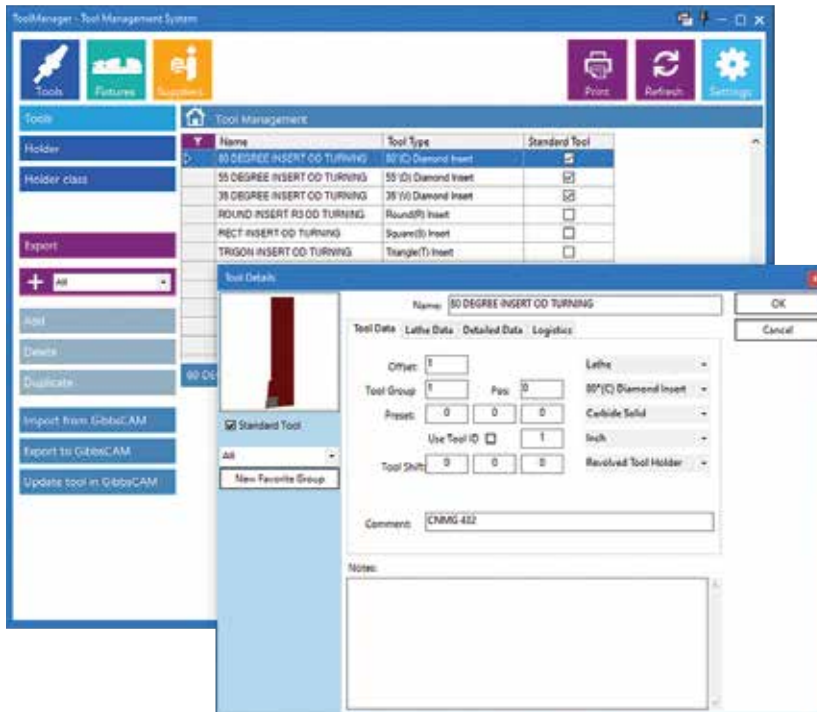 ToolManager - Tool Management System
Tools
Fixtures
Suppliers
Print
Refresh
Settings
Tools
Tool Management
Holder
Holder class
Export
All
Add
Delete
Duplicate
Import from GibbsCAM
Export to GibbsCAM
Update tool in GibbsCAM
Name Tool Type Standard Tool
80 DEGREE INSERT OD TURNING 80°(C) Diamond Insert
55 DEGREE INSERT OD TURNING 55°(D) Diamond Insert
35 DEGREE INSERT OD TURNING 35°(V) Diamond Insert
ROUND INSERT R3 OD TURNING Round(R) Insert
RECT INSERT OD TURNING Square(S) Insert
TRIGON INSERT OD TURNING Triangle(T) Insert
80 DE
Tool Details
Standard Tool
All
New Favorite Group
Name: 80 DEGREE INSERT OD TURNING
OK
Cancel
Tool Data Lathe Data Detailed Data Logistics
Offset: 1 Lathe
Tool Group: 1 Pos: 0 80°(C) Diamond Insert
Preset: 0 0 0 Carbide Solid
Use Tool ID 1 Inch
Tool Shift: 0 0 0 Revolved Tool Holder
Comment: CNMG-432
Notes: